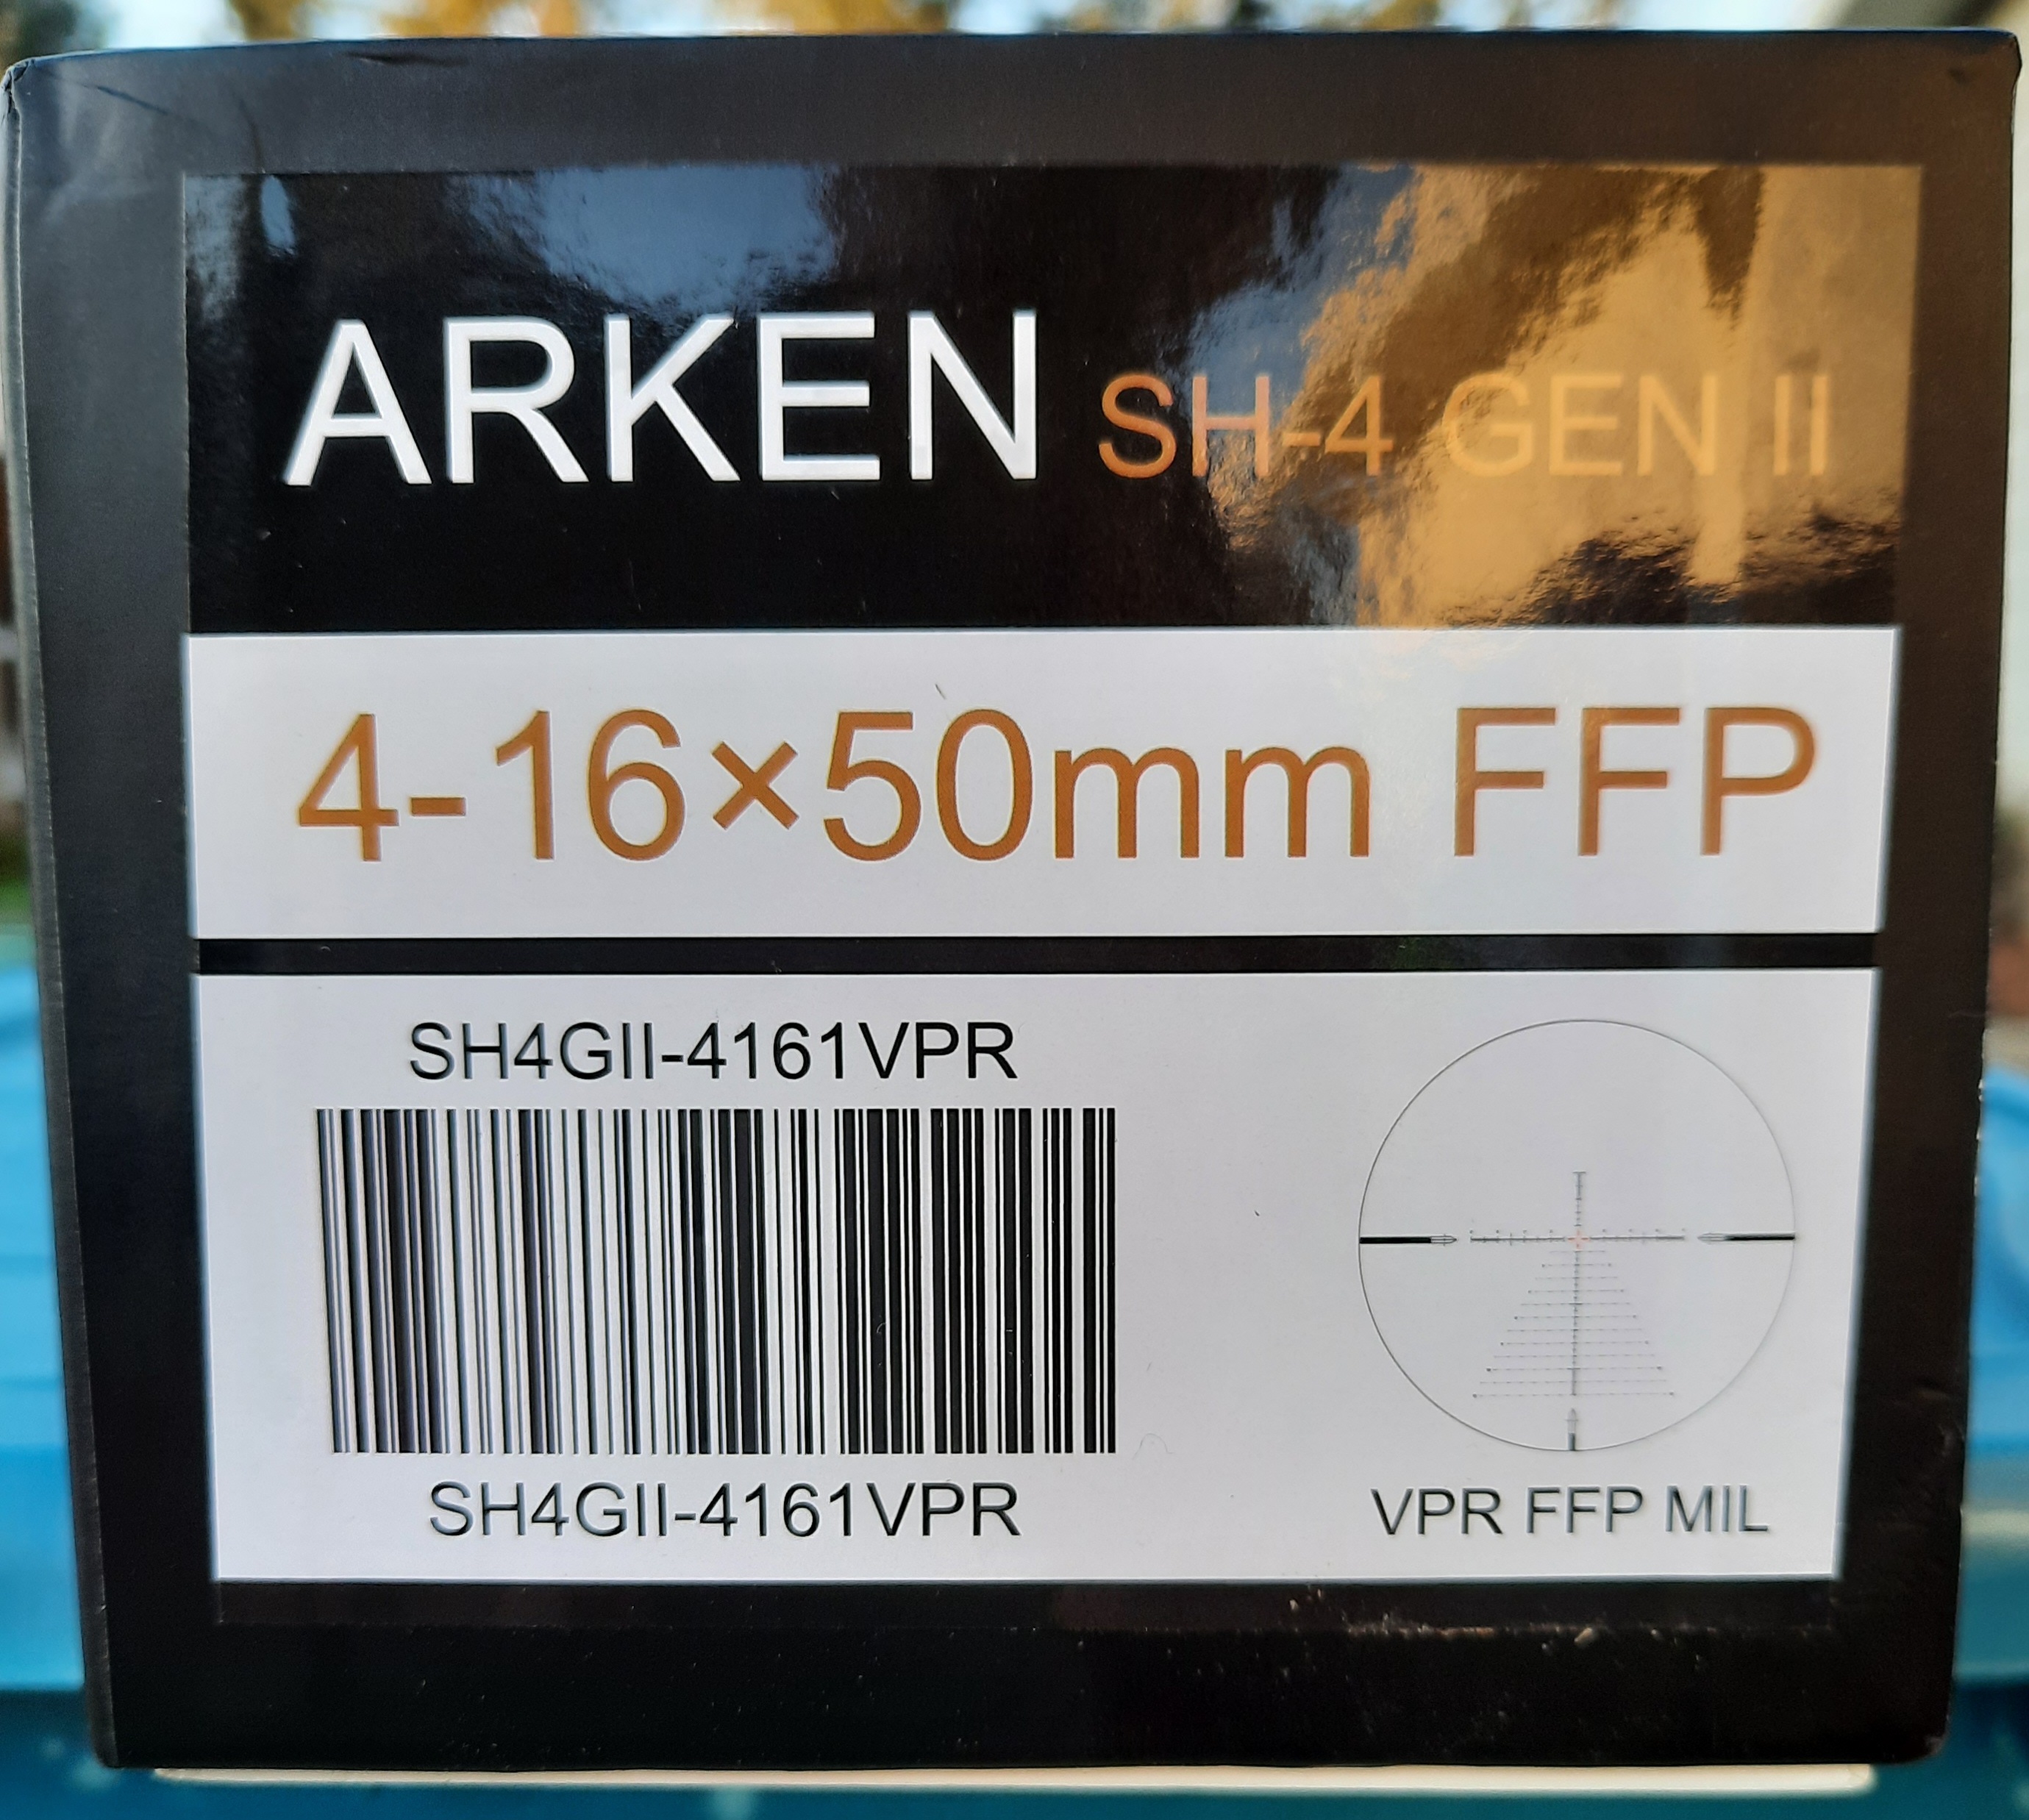 ARKEN SH-4 GEN II
4-16×50mm FFP
SH4GII-4161VPR
SH4GII-4161VPR
VPR FFP MIL